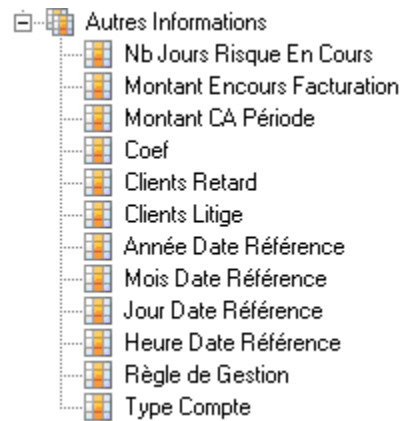 Autres Informations
Nb Jours Risque En Cours
Montant Encours Facturation
Montant CA Période
Coef
Clients Retard
Clients Litige
Année Date Référence
Mois Date Référence
Jour Date Référence
Heure Date Référence
Règle de Gestion
Type Compte